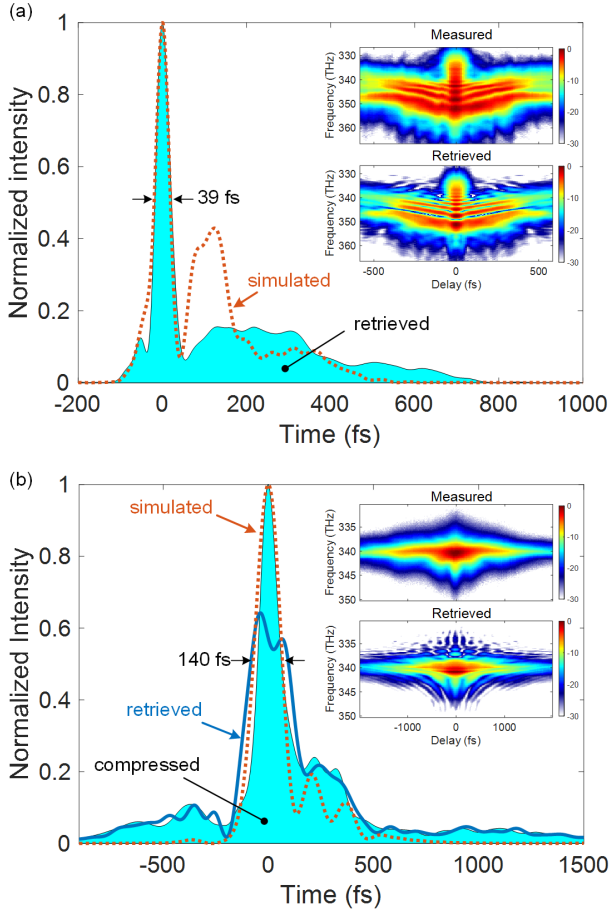 (a)
Normalized intensity
1
0.8
0.6
0.4
0.2
0
-200
0
200
400
600
800
1000
Time (fs)
39 fs
simulated
retrieved
Measured
Frequency (THz)
330
340
350
360
0
-10
-20
-30
Retrieved
Frequency (THz)
330
340
350
360
0
-10
-20
-30
-500
0
500
Delay (fs)
(b)
Normalized Intensity
1
0.8
0.6
0.4
0.2
0
-500
0
500
1000
1500
Time (fs)
simulated
140 fs
retrieved
compressed
Measured
Frequency (THz)
335
340
345
350
0
-10
-20
-30
Retrieved
Frequency (THz)
335
340
345
350
0
-10
-20
-30
-1000
0
1000
Delay (fs)